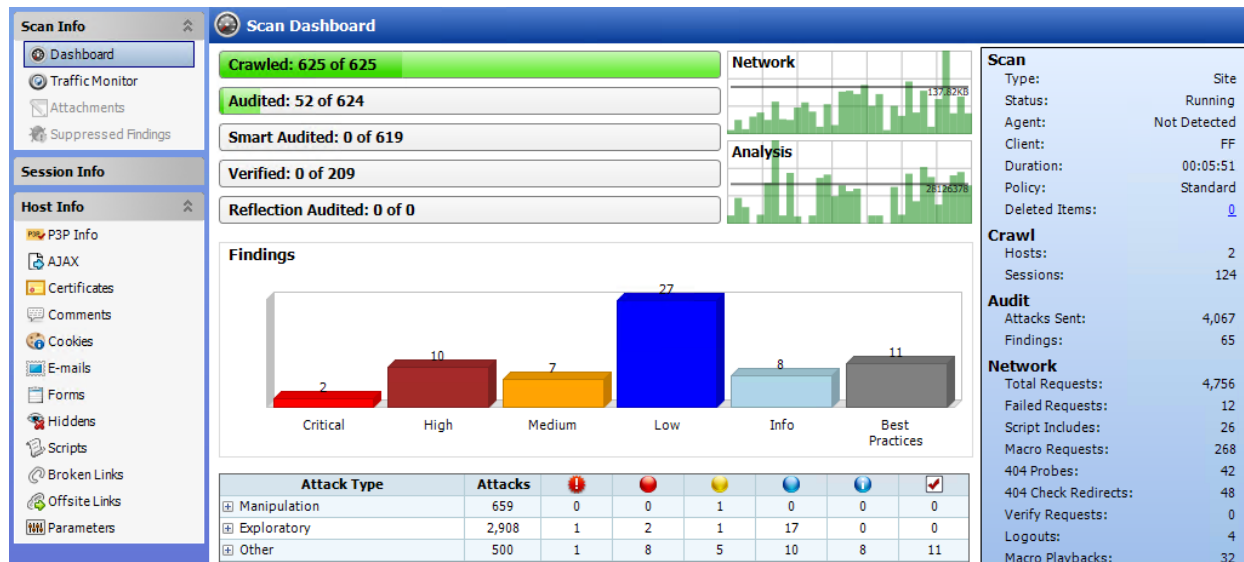 Scan Info
Dashboard
Traffic Monitor
Attachments
Suppressed Findings
Session Info
Host Info
P3P P3P Info
AJAX
Certificates
Comments
Cookies
E-mails
Forms
Hiddens
Scripts
Broken Links
Offsite Links
Parameters
Scan Dashboard
Crawled: 625 of 625
Audited: 52 of 624
Smart Audited: 0 of 619
Verified: 0 of 209
Reflection Audited: 0 of 0
Network
137.82KB
Analysis
28126378
Findings
2
10
7
27
8
11
Critical
High
Medium
Low
Info
Best
Practices
Attack Type Attacks
Manipulation 659 0 0 1 0 0 0
Exploratory 2,908 1 2 1 17 0 0
Other 500 1 8 5 10 8 11
Scan
Type: Site
Status: Running
Agent: Not Detected
Client: FF
Duration: 00:05:51
Policy: Standard
Deleted Items: 0
Crawl
Hosts: 2
Sessions: 124
Audit
Attacks Sent: 4,067
Findings: 65
Network
Total Requests: 4,756
Failed Requests: 12
Script Includes: 26
Macro Requests: 268
404 Probes: 42
404 Check Redirects: 48
Verify Requests: 0
Logouts: 4
Macro Playbacks: 32